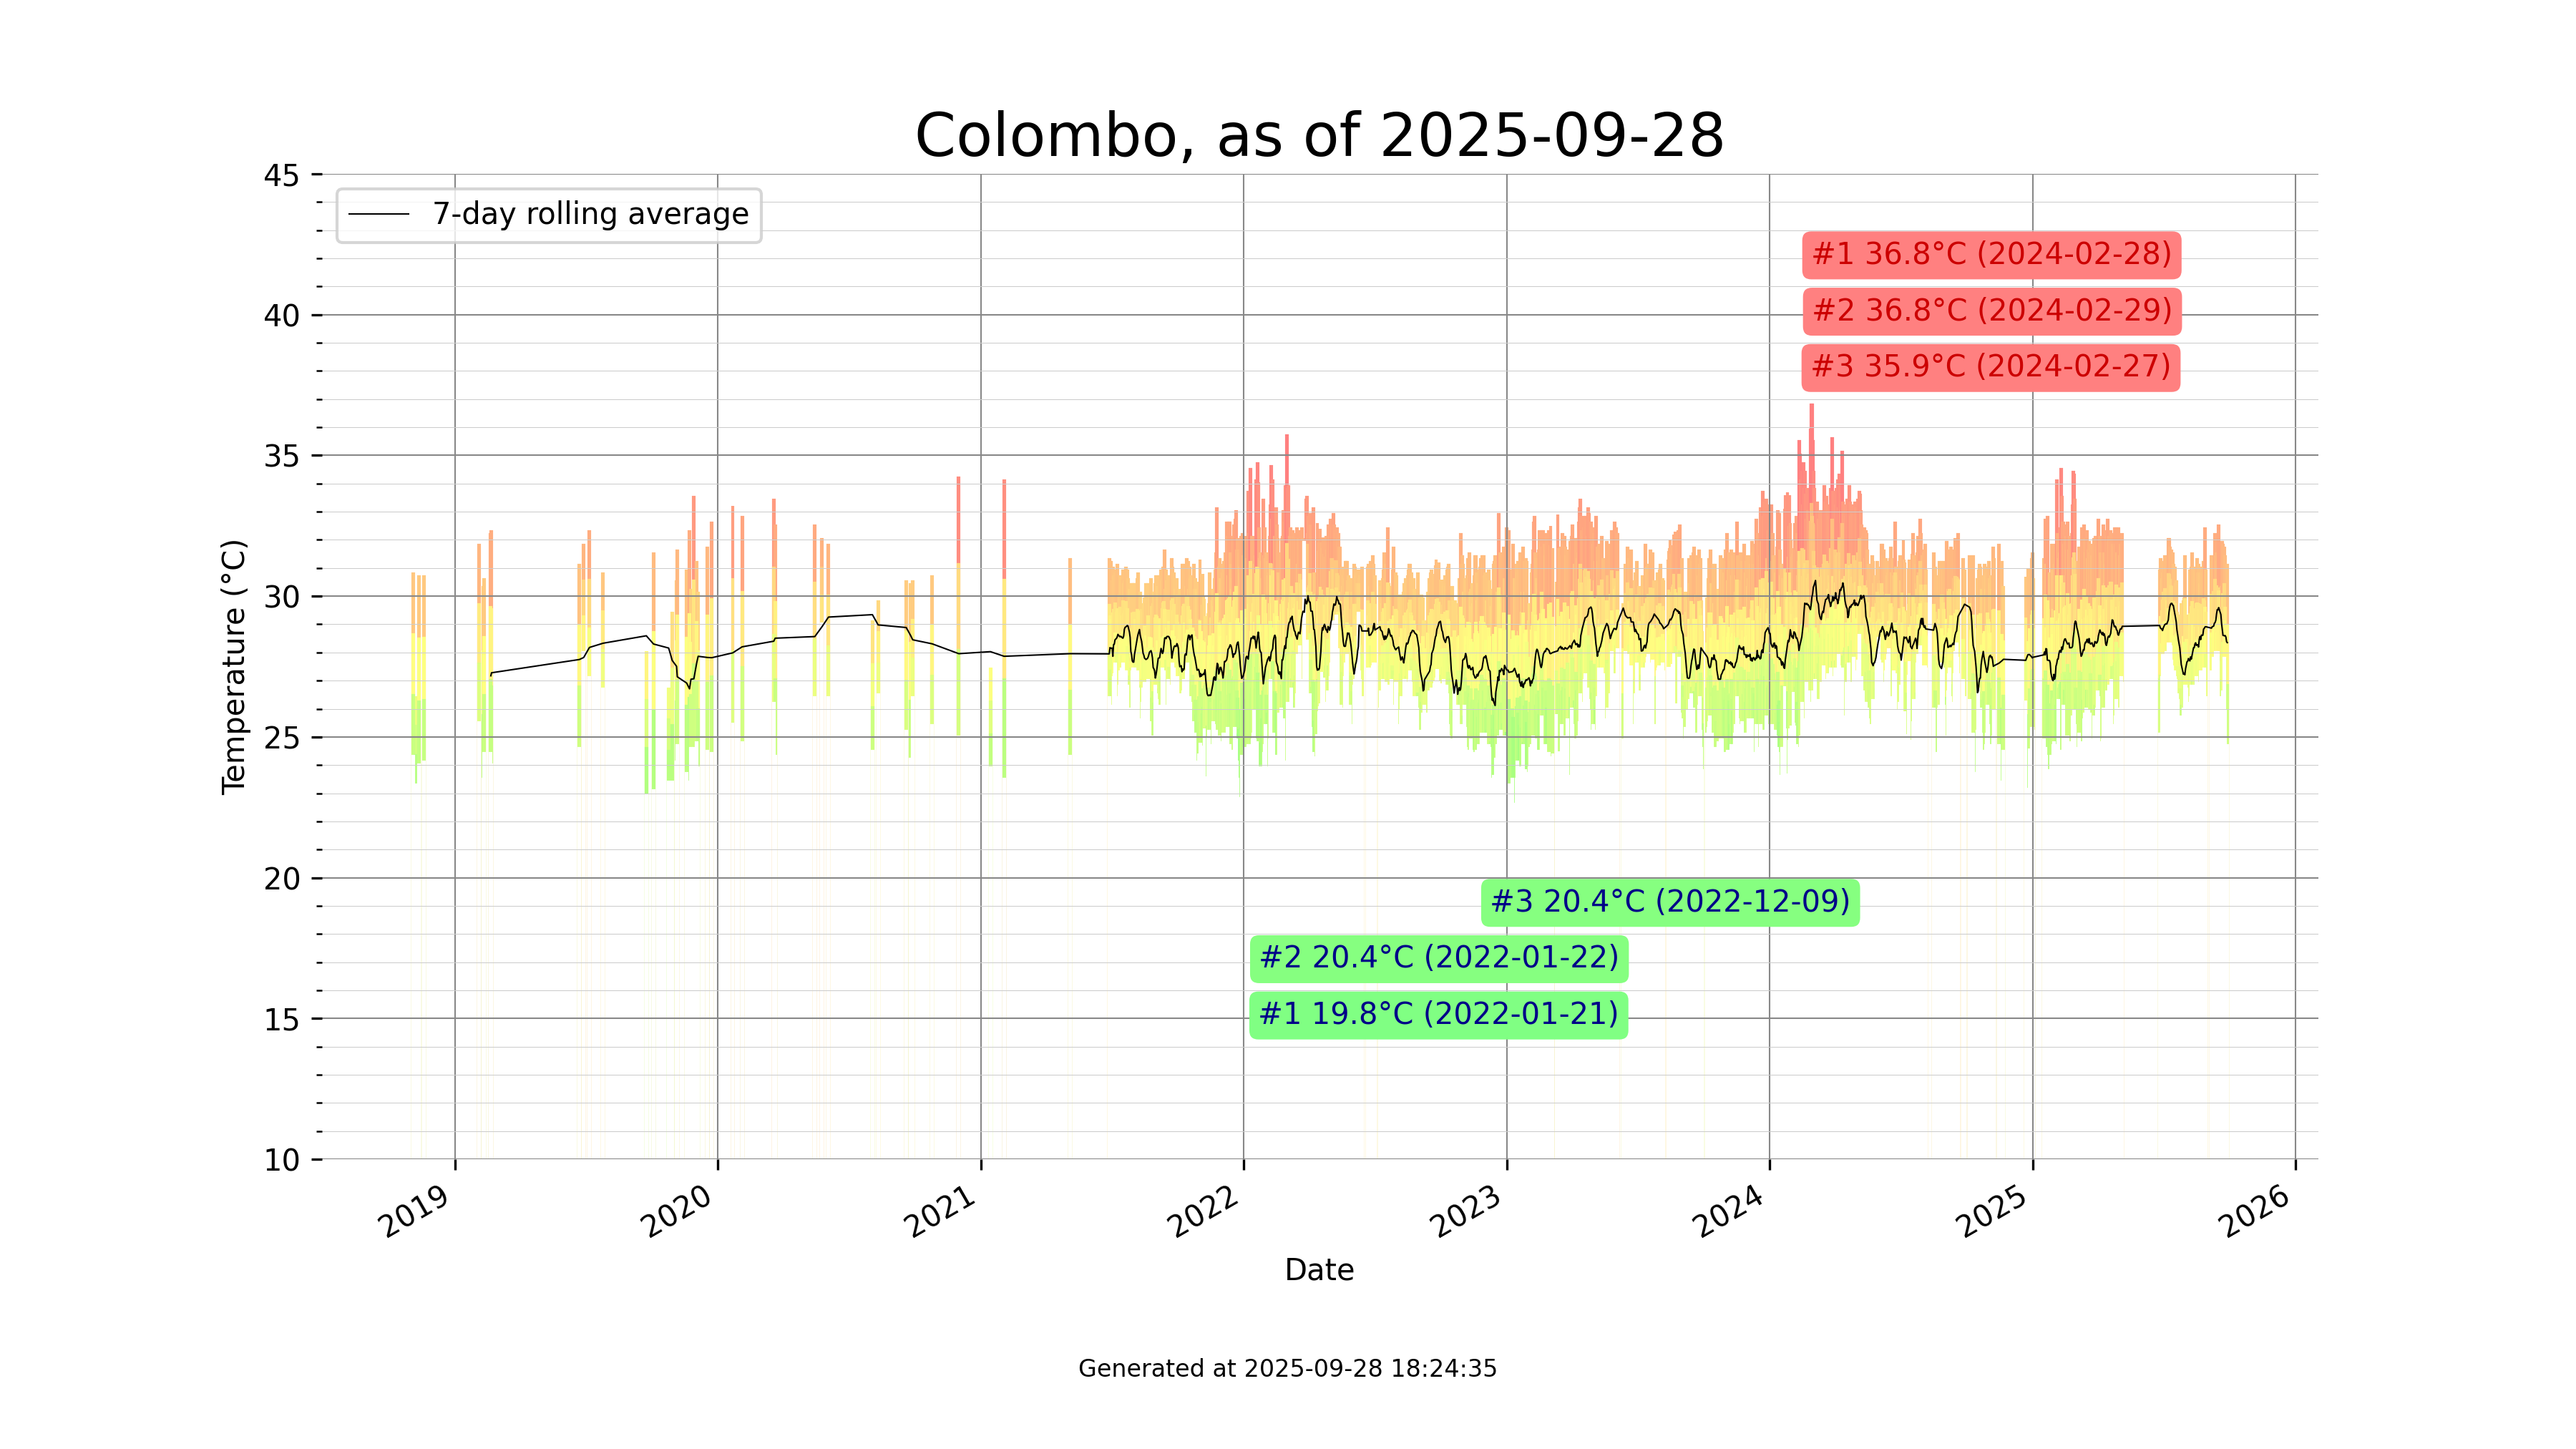 Colombo, as of 2025-09-28
45
7-day rolling average
#1 36.8°C (2024-02-28)
40
#2 36.8°C (2024-02-29)
#3 35.9°C (2024-02-27)
35
30
Temperature (°C)
25
20
#3 20.4°C (2022-12-09)
#2 20.4°C (2022-01-22)
15
#1 19.8°C (2022-01-21)
10
2019 2020 2021 2022 2023 2024 2025 2026
Date
Generated at 2025-09-28 18:24:35